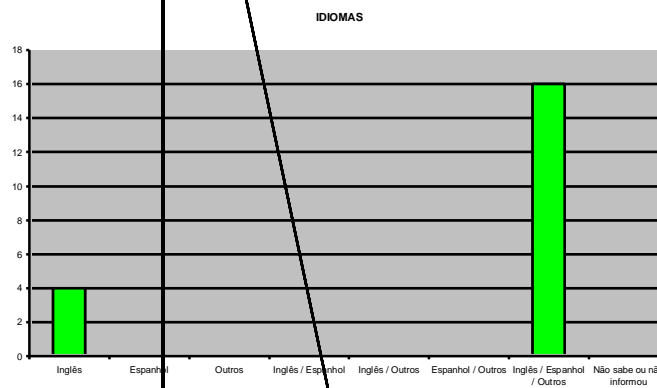 IDIOMAS
18
16
14
12
10
8
6
4
2
0
Inglês
Espanhol
Outros
Inglês / Espanhol
Inglês / Outros
Espanhol / Outros
Inglês / Espanhol
/ Outros
Não sabe ou nã
informou